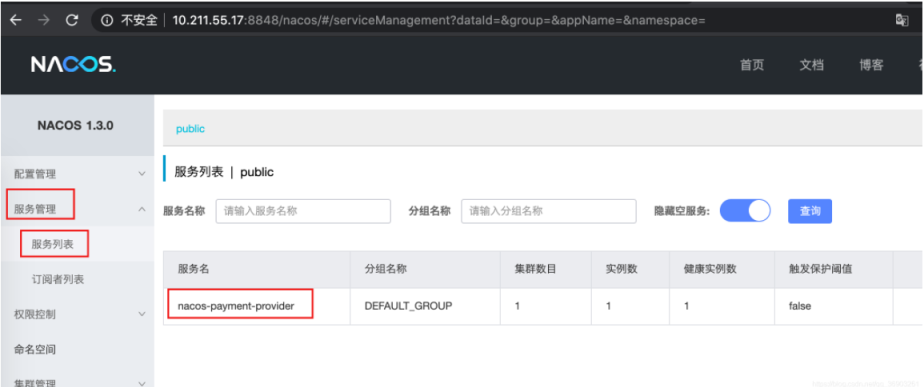 不安全 | 10.211.55.17:8848/nacos/#/serviceManagement?dataId=&group=&appName=&namespace=
NACOS.
首页 文档 博客
NACOS 1.3.0
public
配置管理
服务列表 | public
服务管理
服务名称 请输入服务名称 分组名称 请输入分组名称 隐藏空服务: 查询
服务列表
服务名 分组名称 集群数目 实例数 健康实例数 触发保护阈值
订阅者列表
nacos-payment-provider DEFAULT_GROUP 1 1 1 false
权限控制
命名空间
集群管理